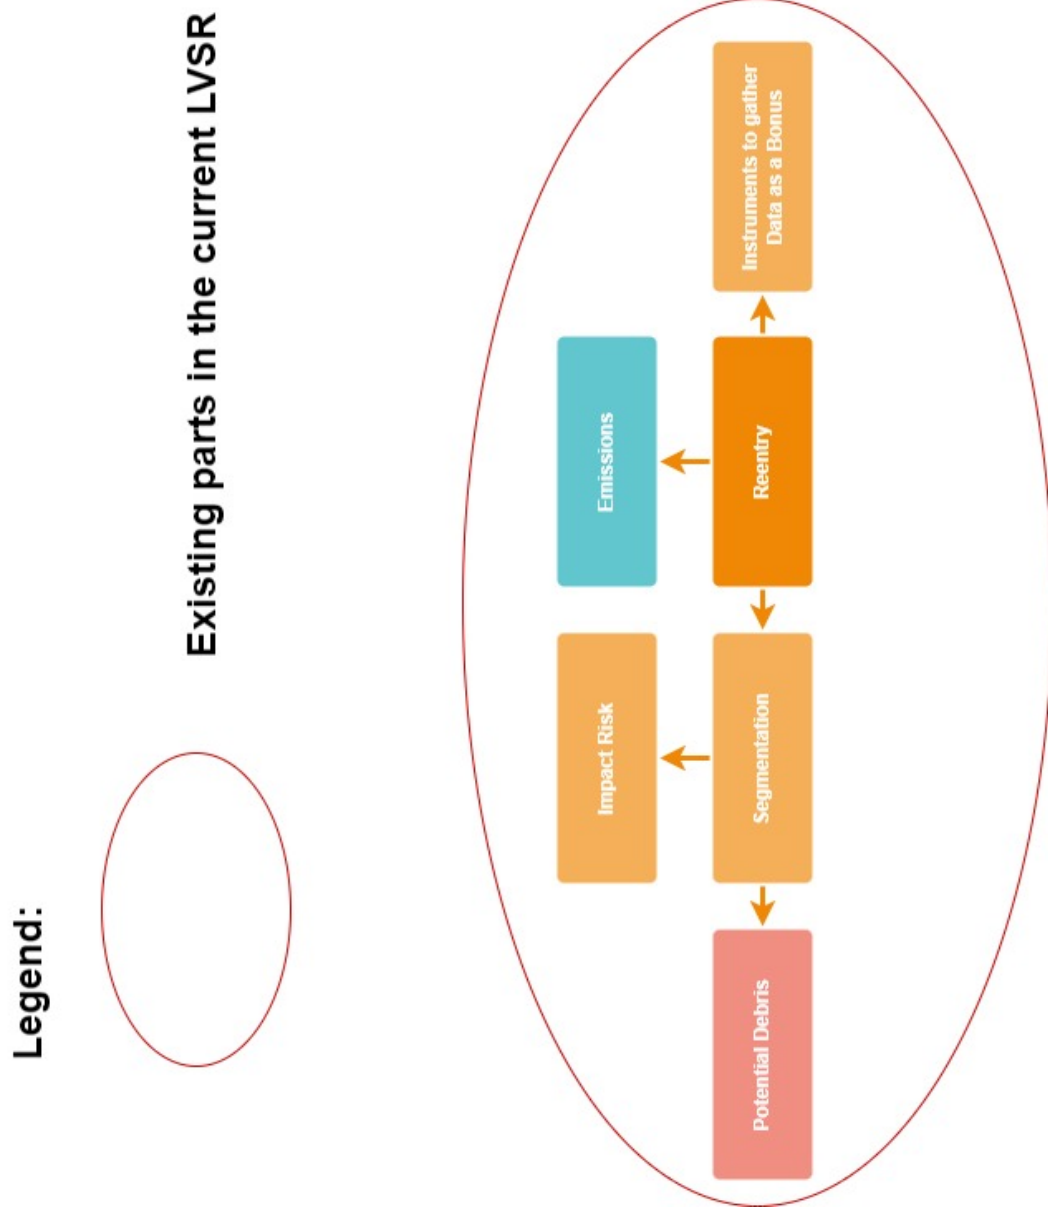 Legend:
Existing parts in the current LVSR
Impact Risk
Emissions
Potential Debris
Segmentation
Reentry
Instruments to gather
Data as a Bonus